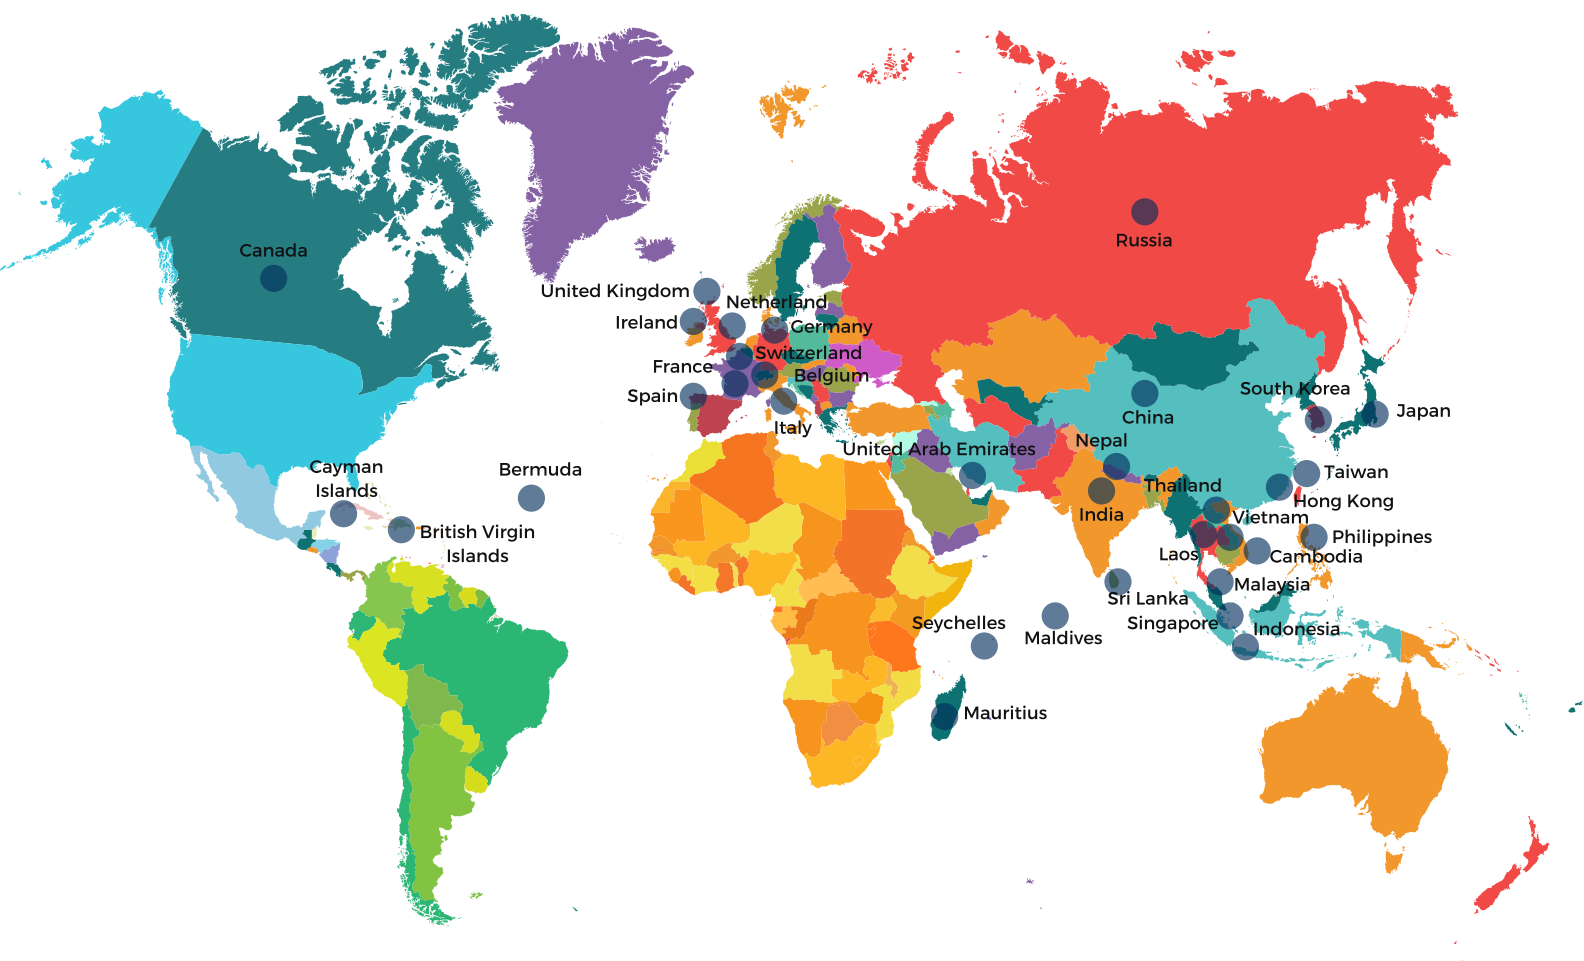 Canada
Russia
United Kingdom
Netherland
Ireland
Germany
Switzerland
France
Belgium
Spain
Italy
South Korea
Japan
China
Nepal
United Arab Emirates
Cayman
Islands
Bermuda
Taiwan
Thailand
Hong Kong
India
Vietnam
British Virgin
Islands
Philippines
Laos
Cambodia
Malaysia
Sri Lanka
Singapore
Indonesia
Seychelles
Maldives
Mauritius